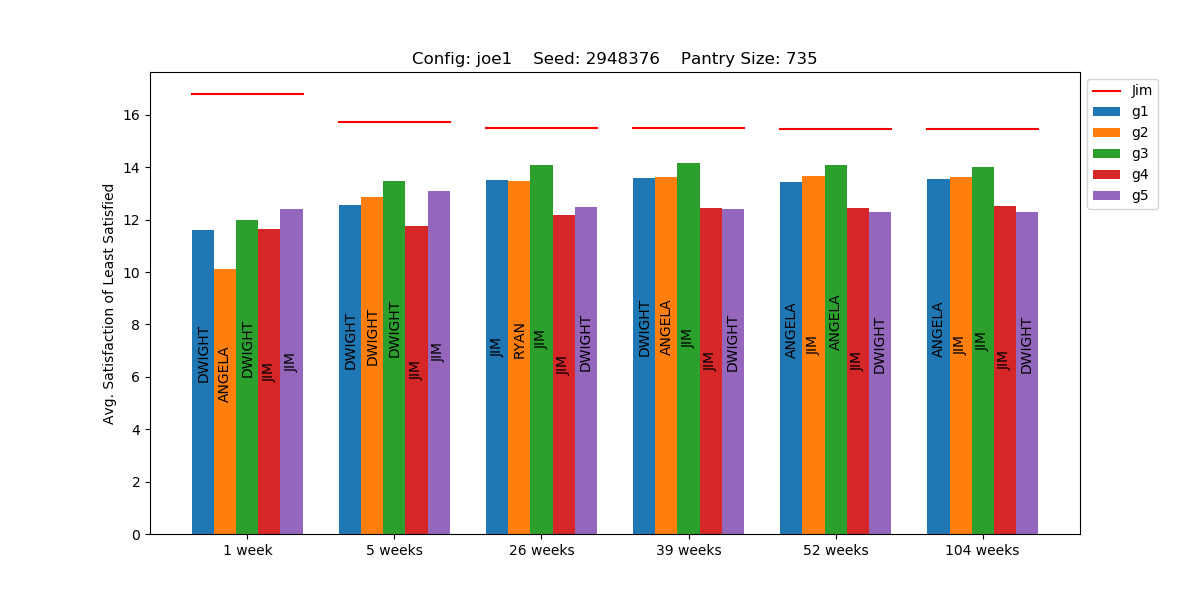 Config: joe1    Seed: 2948376    Pantry Size: 735
Avg. Satisfaction of Least Satisfied
16
14
12
10
8
6
4
2
0
DWIGHT
ANGELA
DWIGHT
JIM
JIM
DWIGHT
DWIGHT
DWIGHT
JIM
JIM
JIM
RYAN
JIM
JIM
DWIGHT
DWIGHT
ANGELA
JIM
JIM
DWIGHT
ANGELA
JIM
ANGELA
JIM
DWIGHT
ANGELA
JIM
JIM
JIM
DWIGHT
1 week
5 weeks
26 weeks
39 weeks
52 weeks
104 weeks
Jim
g1
g2
g3
g4
g5